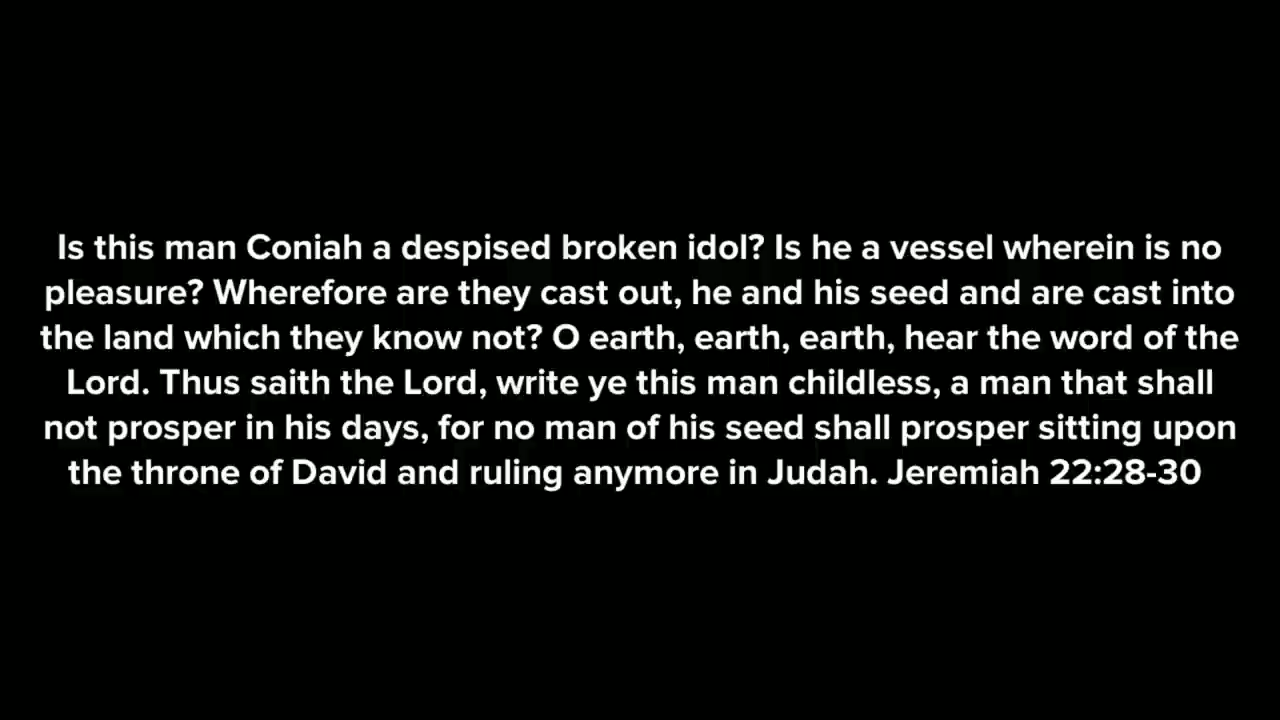 Is this man Coniah a despised broken idol? Is he a vessel wherein is no
pleasure? Wherefore are they cast out, he and his seed and are cast into
the land which they know not? O earth, earth, earth, hear the word of the
Lord. Thus saith the Lord, write ye this man childless, a man that shall
not prosper in his days, for no man of his seed shall prosper sitting upon
the throne of David and ruling anymore in Judah. Jeremiah 22:28-30